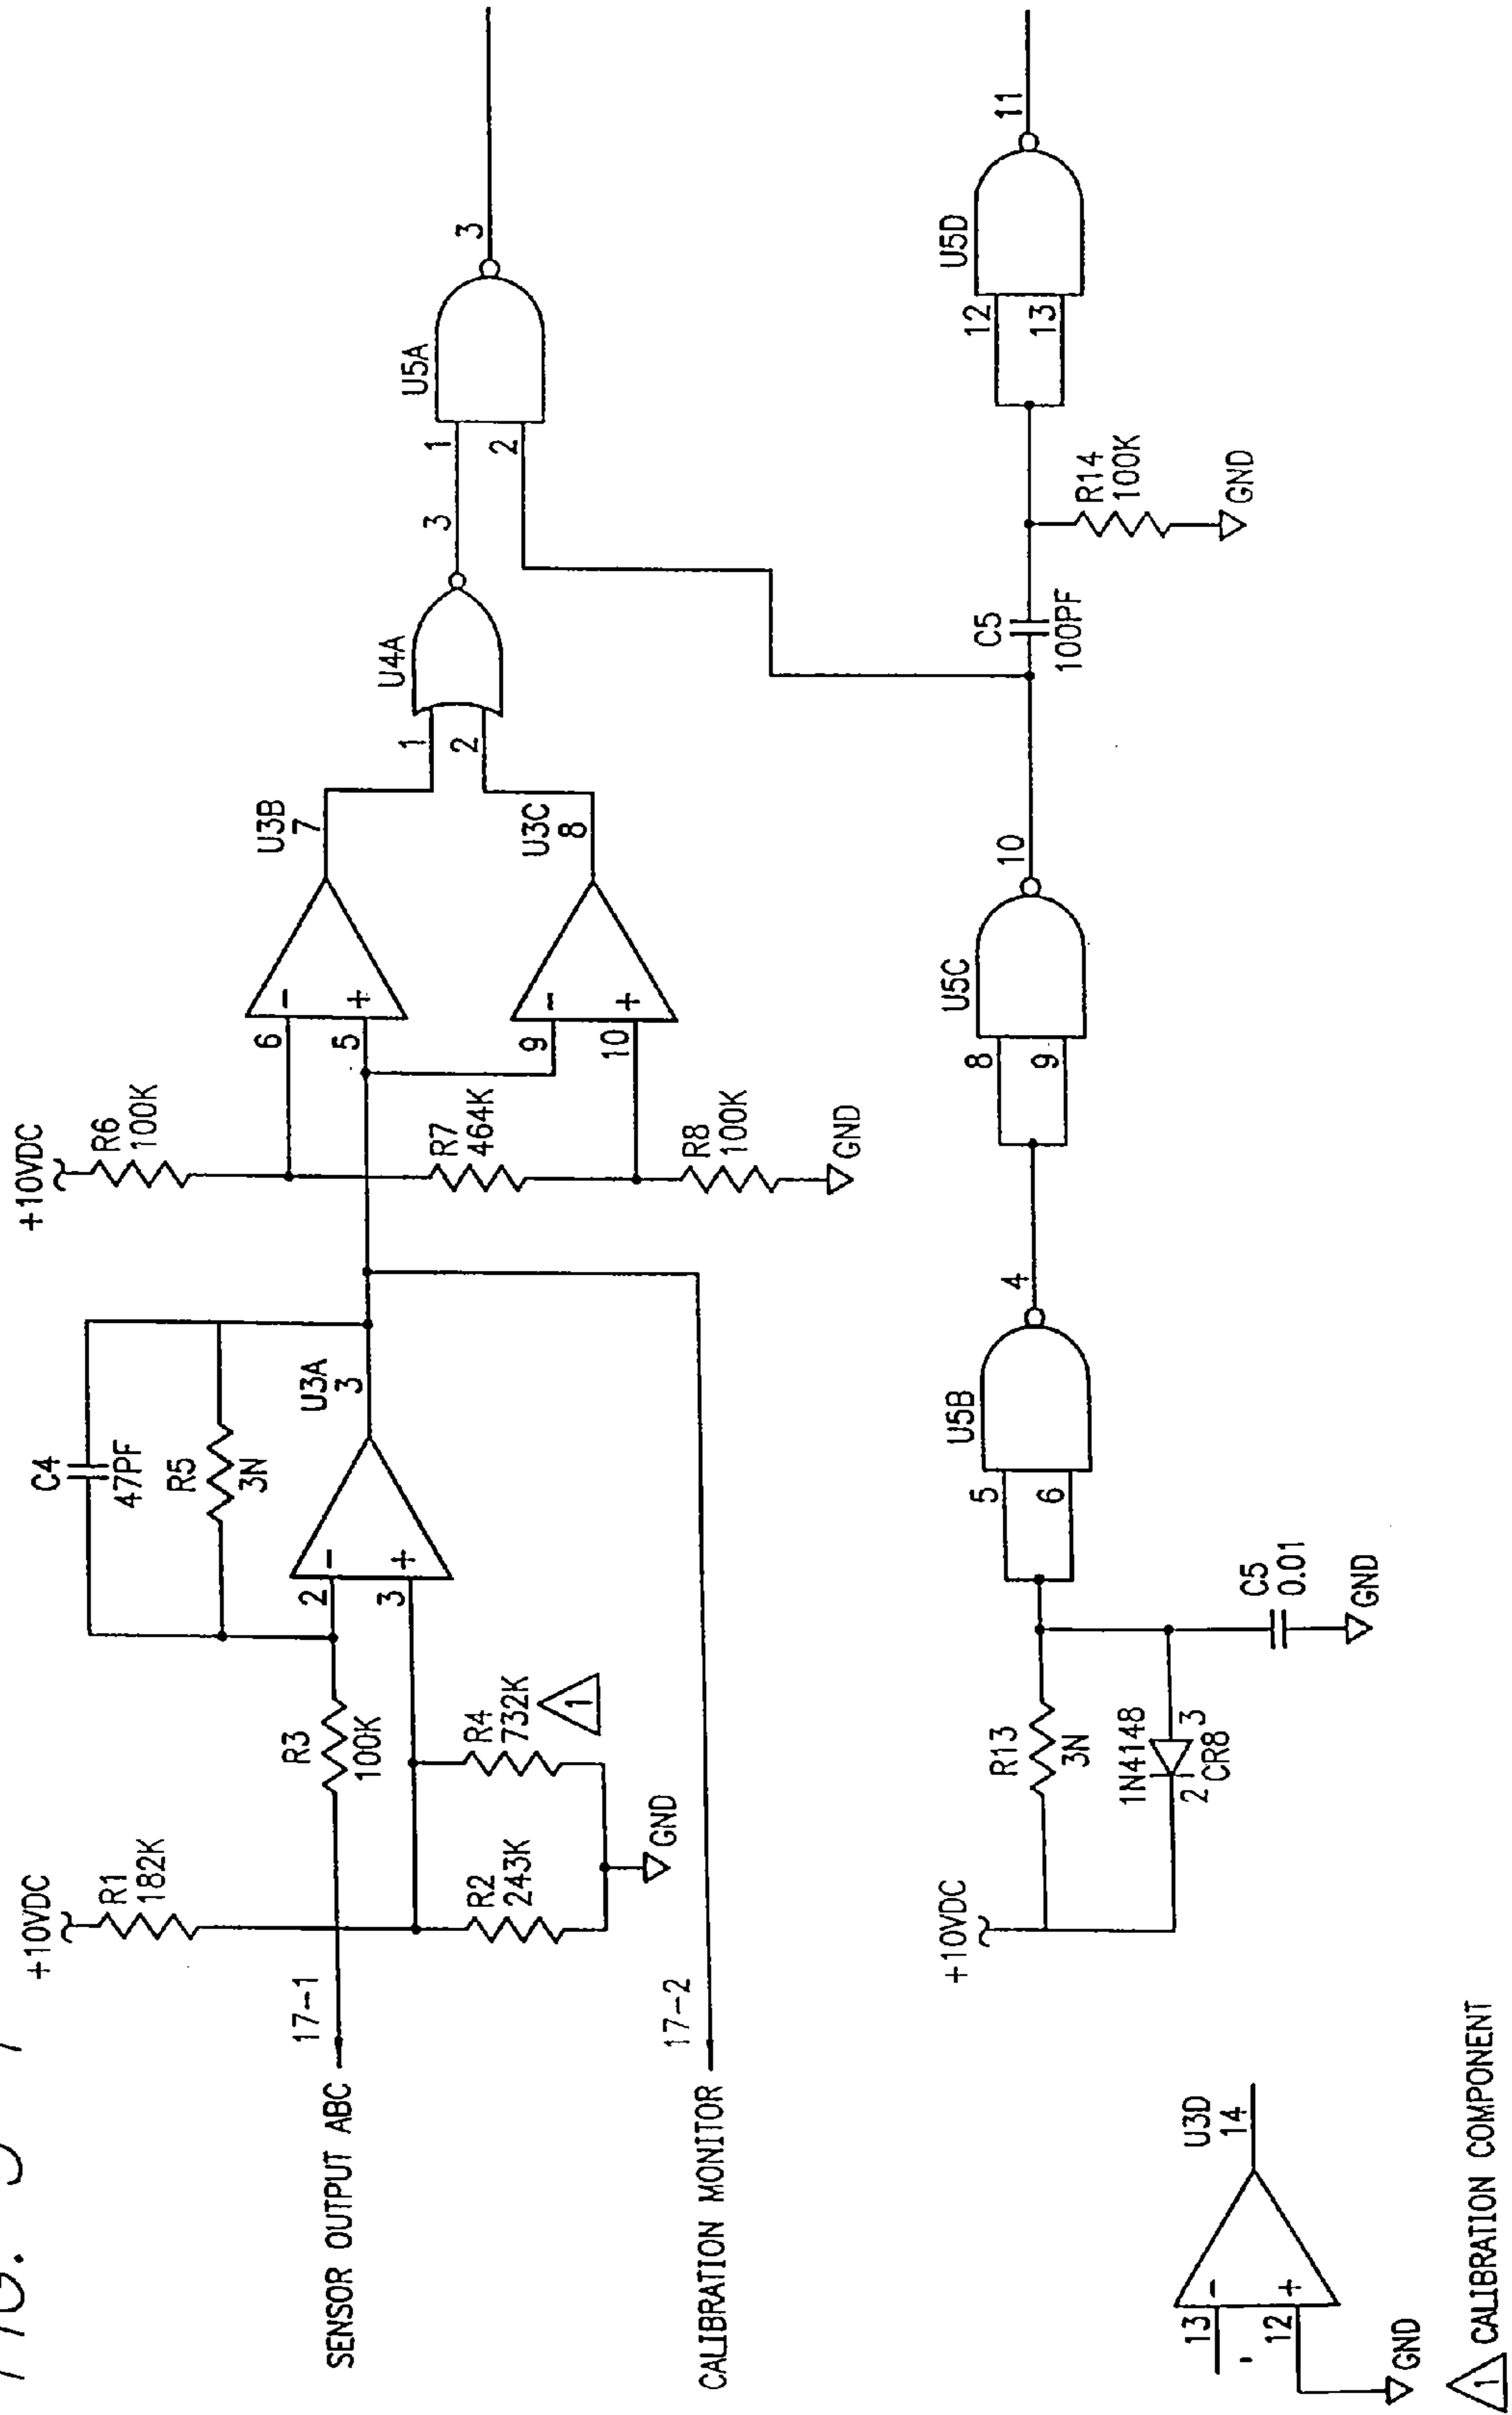 +10VDC
R1
182K
17-1
SENSOR OUTPUT ABC
R3
100K
R2
243K
GND
R4
732K
1
C4
47PF
R5
3N
2
3
-
+
U3A
3
17-2
CALIBRATION MONITOR
+10VDC
R6
100K
R7
464K
R8
100K
GND
6
5
-
+
U3B
7
9
10
-
+
U3C
8
1
2
U4A
3
1
2
U5A
3
+10VDC
R13
3N
1N4148
2
3
CR8
C5
0.01
GND
5
6
U5B
4
8
9
U5C
10
C5
100PF
R14
100K
GND
12
13
U5D
11
13
12
-
+
U3D
14
GND
1 CALIBRATION COMPONENT